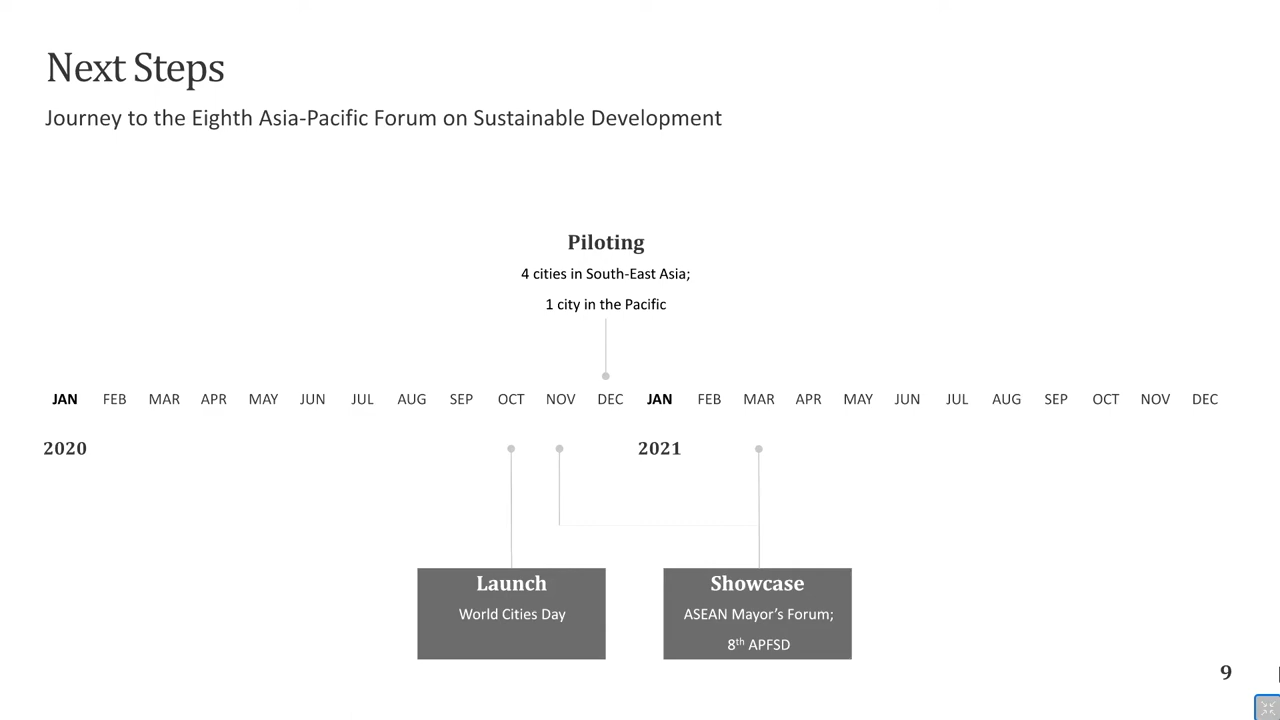 Next Steps
Journey to the Eighth Asia-Pacific Forum on Sustainable Development
Piloting
4 cities in South-East Asia;
1 city in the Pacific
JAN FEB MAR APR MAY JUN JUL AUG SEP OCT NOV DEC JAN FEB MAR APR MAY JUN JUL AUG SEP OCT NOV DEC
2020 2021
Launch
World Cities Day
Showcase
ASEAN Mayor’s Forum;
8th APFSD
9